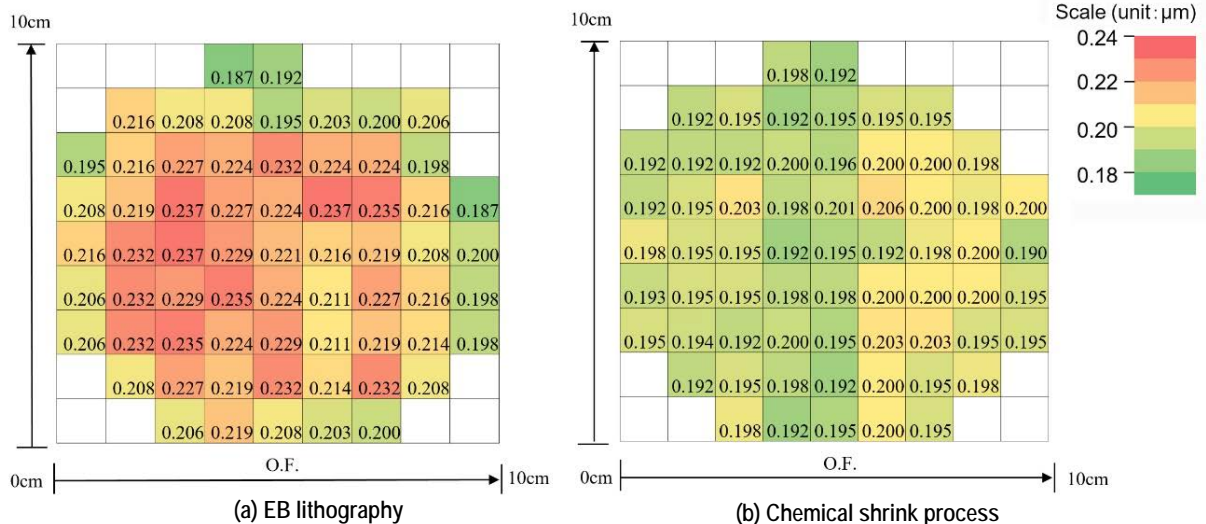 10cm
0.187 0.192
0.216 0.208 0.208 0.195 0.203 0.200 0.206
0.195 0.216 0.227 0.224 0.232 0.224 0.224 0.198
0.208 0.219 0.237 0.227 0.224 0.237 0.235 0.216 0.187
0.216 0.232 0.237 0.229 0.221 0.216 0.219 0.208 0.200
0.206 0.232 0.229 0.235 0.224 0.211 0.227 0.216 0.198
0.206 0.232 0.235 0.224 0.229 0.211 0.219 0.214 0.198
0.208 0.227 0.219 0.232 0.214 0.232 0.208
0.206 0.219 0.208 0.203 0.200
0cm
O.F.
10cm
(a) EB lithography
10cm
0.198 0.192
0.192 0.195 0.192 0.195 0.195 0.195
0.192 0.192 0.192 0.200 0.196 0.200 0.200 0.198
0.192 0.195 0.203 0.198 0.201 0.206 0.200 0.198 0.200
0.198 0.195 0.195 0.192 0.195 0.192 0.198 0.200 0.190
0.193 0.195 0.195 0.198 0.198 0.200 0.200 0.200 0.195
0.195 0.194 0.192 0.200 0.195 0.203 0.203 0.195 0.195
0.192 0.195 0.198 0.192 0.200 0.195 0.198
0.198 0.192 0.195 0.200 0.195
0cm
O.F.
10cm
(b) Chemical shrink process
Scale (unit:μm)
0.24
0.22
0.20
0.18